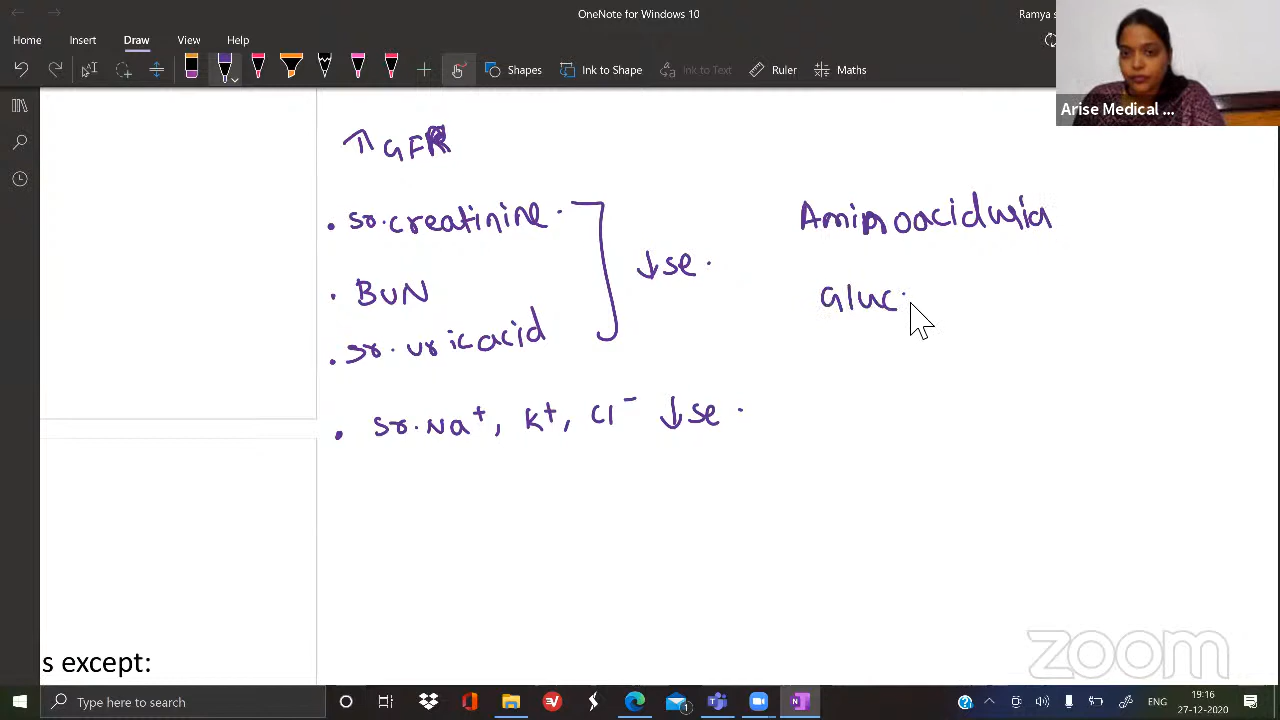 OneNote for Windows 10
Ramya s
Home Insert Draw View Help
Shapes Ink to Shape Ink to Text Ruler Maths
Arise Medical ...
↑ GFR
• sr. creatinine.
• BUN
• sr. uric acid
↓se.
• sr. Na⁺, K⁺, Cl⁻ ↓se.
Aminoaciduria
Gluc
s except:
zoom
Type here to search
ENG
19:16
27-12-2020